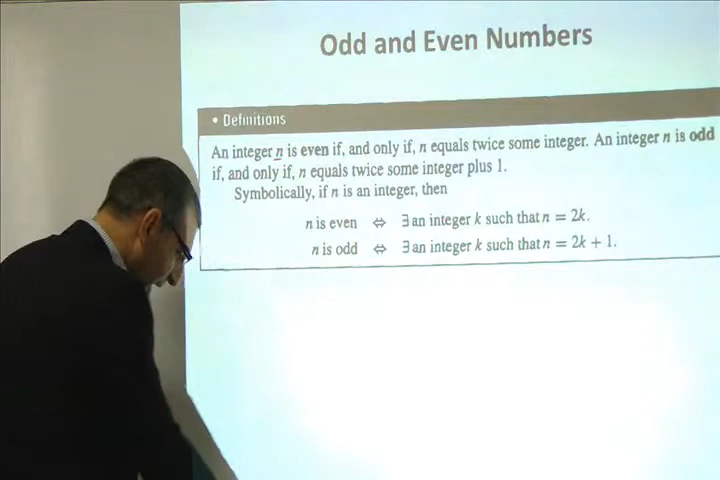 Odd and Even Numbers
• Definitions
An integer n is even if, and only if, n equals twice some integer. An integer n is odd
if, and only if, n equals twice some integer plus 1.
Symbolically, if n is an integer, then
n is even ⇔ ∃ an integer k such that n = 2k.
n is odd ⇔ ∃ an integer k such that n = 2k + 1.